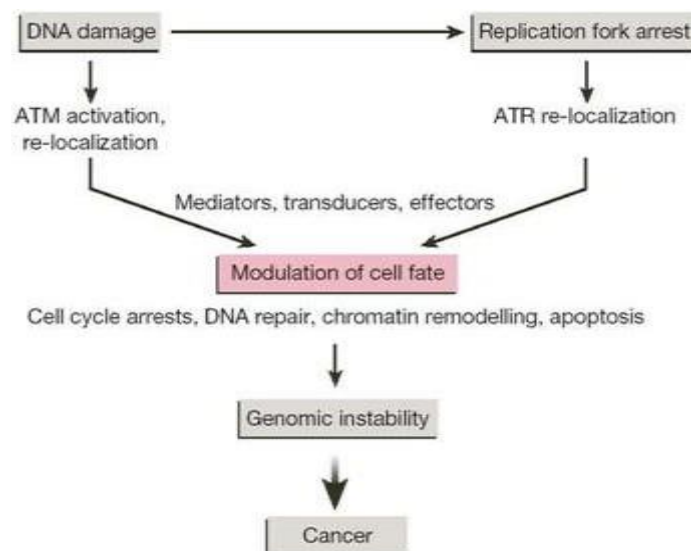 DNA damage
Replication fork arrest
ATM activation,
re-localization
ATR re-localization
Mediators, transducers, effectors
Modulation of cell fate
Cell cycle arrests, DNA repair, chromatin remodelling, apoptosis
Genomic instability
Cancer